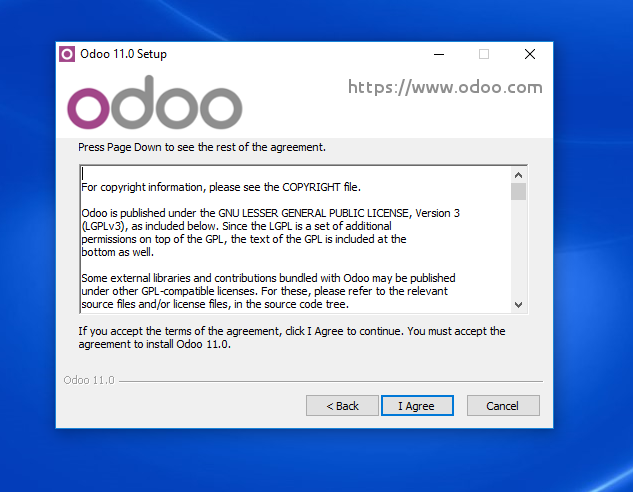 Odoo 11.0 Setup
odoo
https://www.odoo.com
Press Page Down to see the rest of the agreement.
For copyright information, please see the COPYRIGHT file.
Odoo is published under the GNU LESSER GENERAL PUBLIC LICENSE, Version 3
(LGPLv3), as included below. Since the LGPL is a set of additional
permissions on top of the GPL, the text of the GPL is included at the
bottom as well.
Some external libraries and contributions bundled with Odoo may be published
under other GPL-compatible licenses. For these, please refer to the relevant
source files and/or license files, in the source code tree.
If you accept the terms of the agreement, click I Agree to continue. You must accept the
agreement to install Odoo 11.0.
Odoo 11.0
< Back
I Agree
Cancel